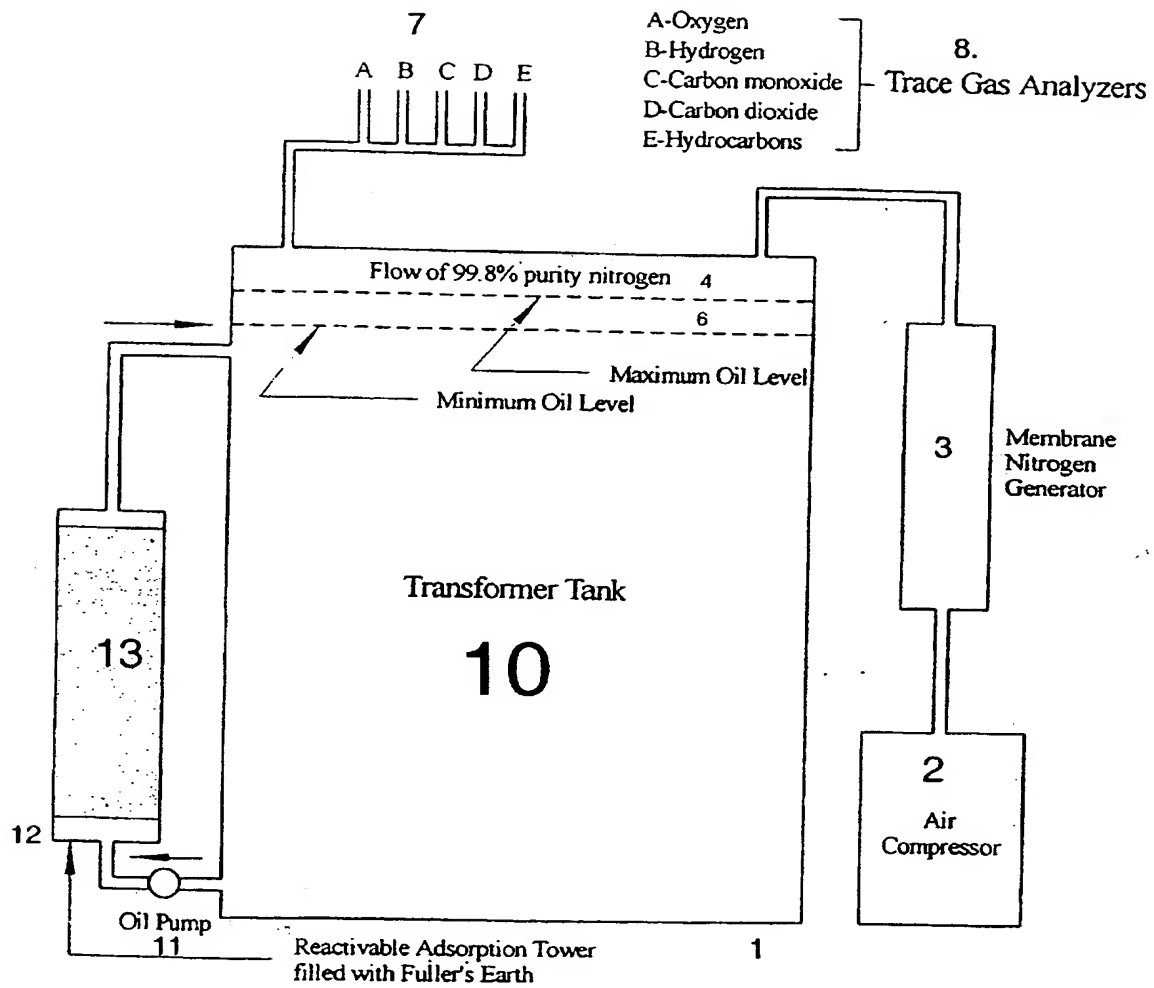 7
A B C D E
A-Oxygen
B-Hydrogen
C-Carbon monoxide
D-Carbon dioxide
E-Hydrocarbons
8.
Trace Gas Analyzers
Flow of 99.8% purity nitrogen 4
6
Maximum Oil Level
Minimum Oil Level
3
Membrane
Nitrogen
Generator
Transformer Tank
10
13
2
Air
Compressor
12
Oil Pump
11
Reactivable Adsorption Tower
filled with Fuller's Earth
1